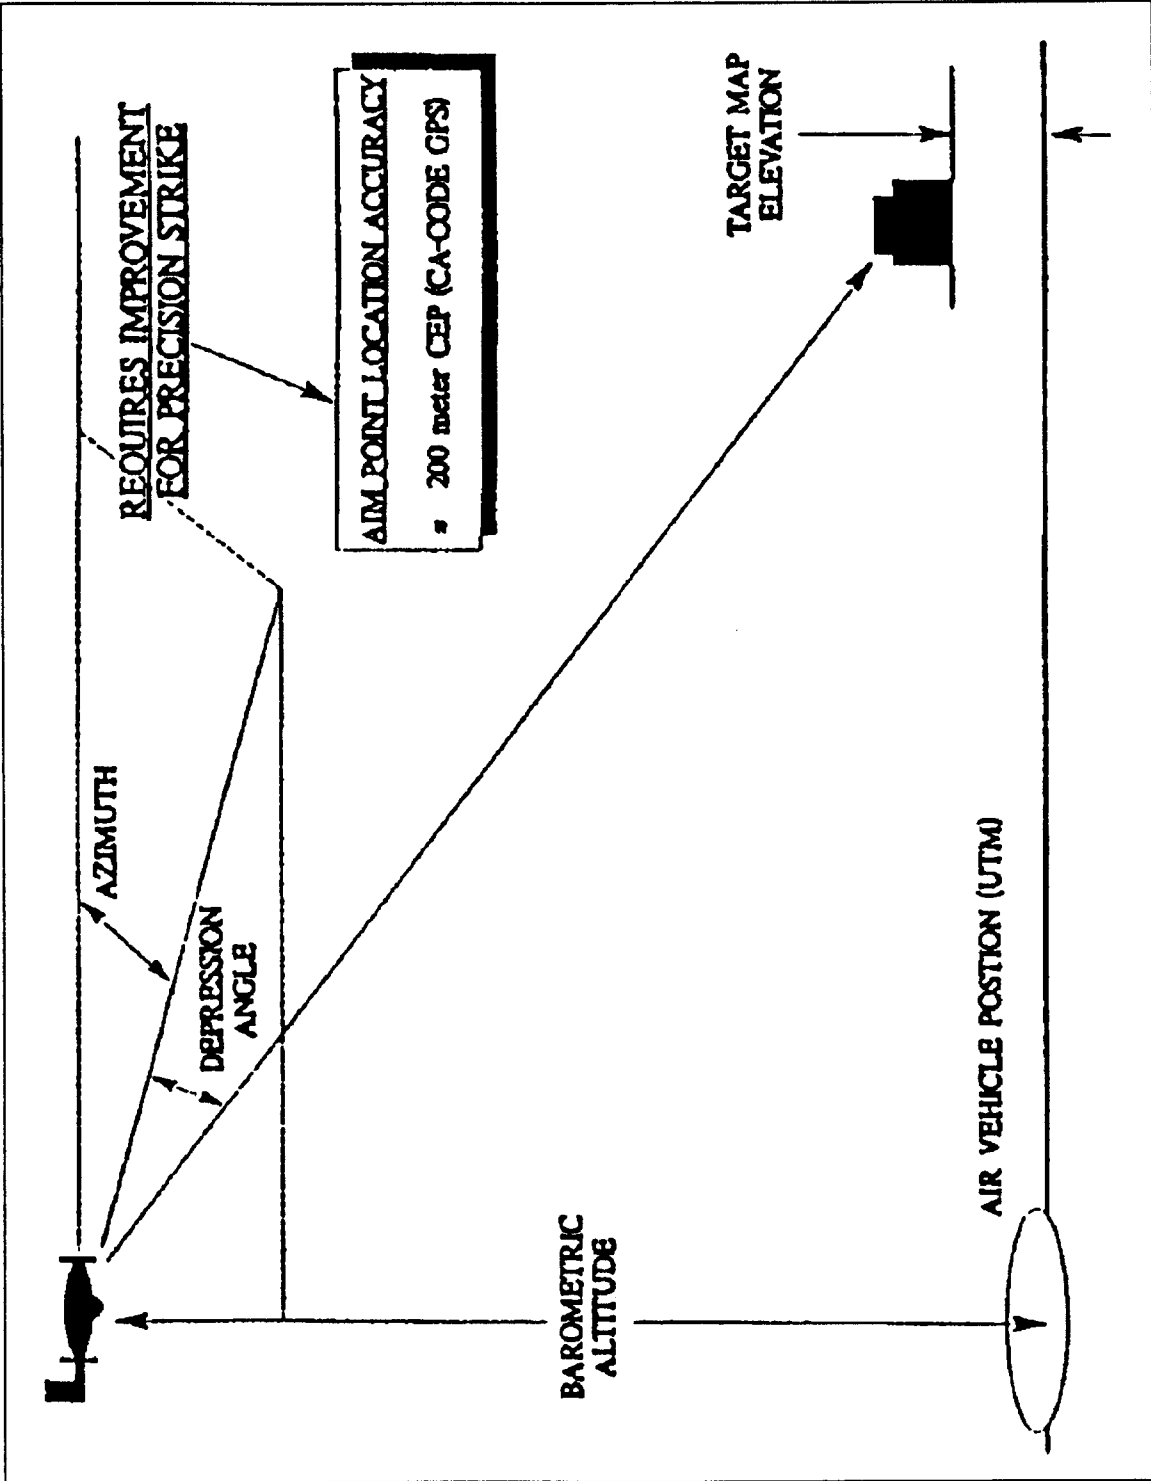 REQUIRES IMPROVEMENT
FOR PRECISION STRIKE
AIM POINT LOCATION ACCURACY
≈ 200 meter CEP (CA-CODE GPS)
AZIMUTH
DEPRESSION
ANGLE
TARGET MAP
ELEVATION
BAROMETRIC
ALTITUDE
AIR VEHICLE POSTION (UTM)